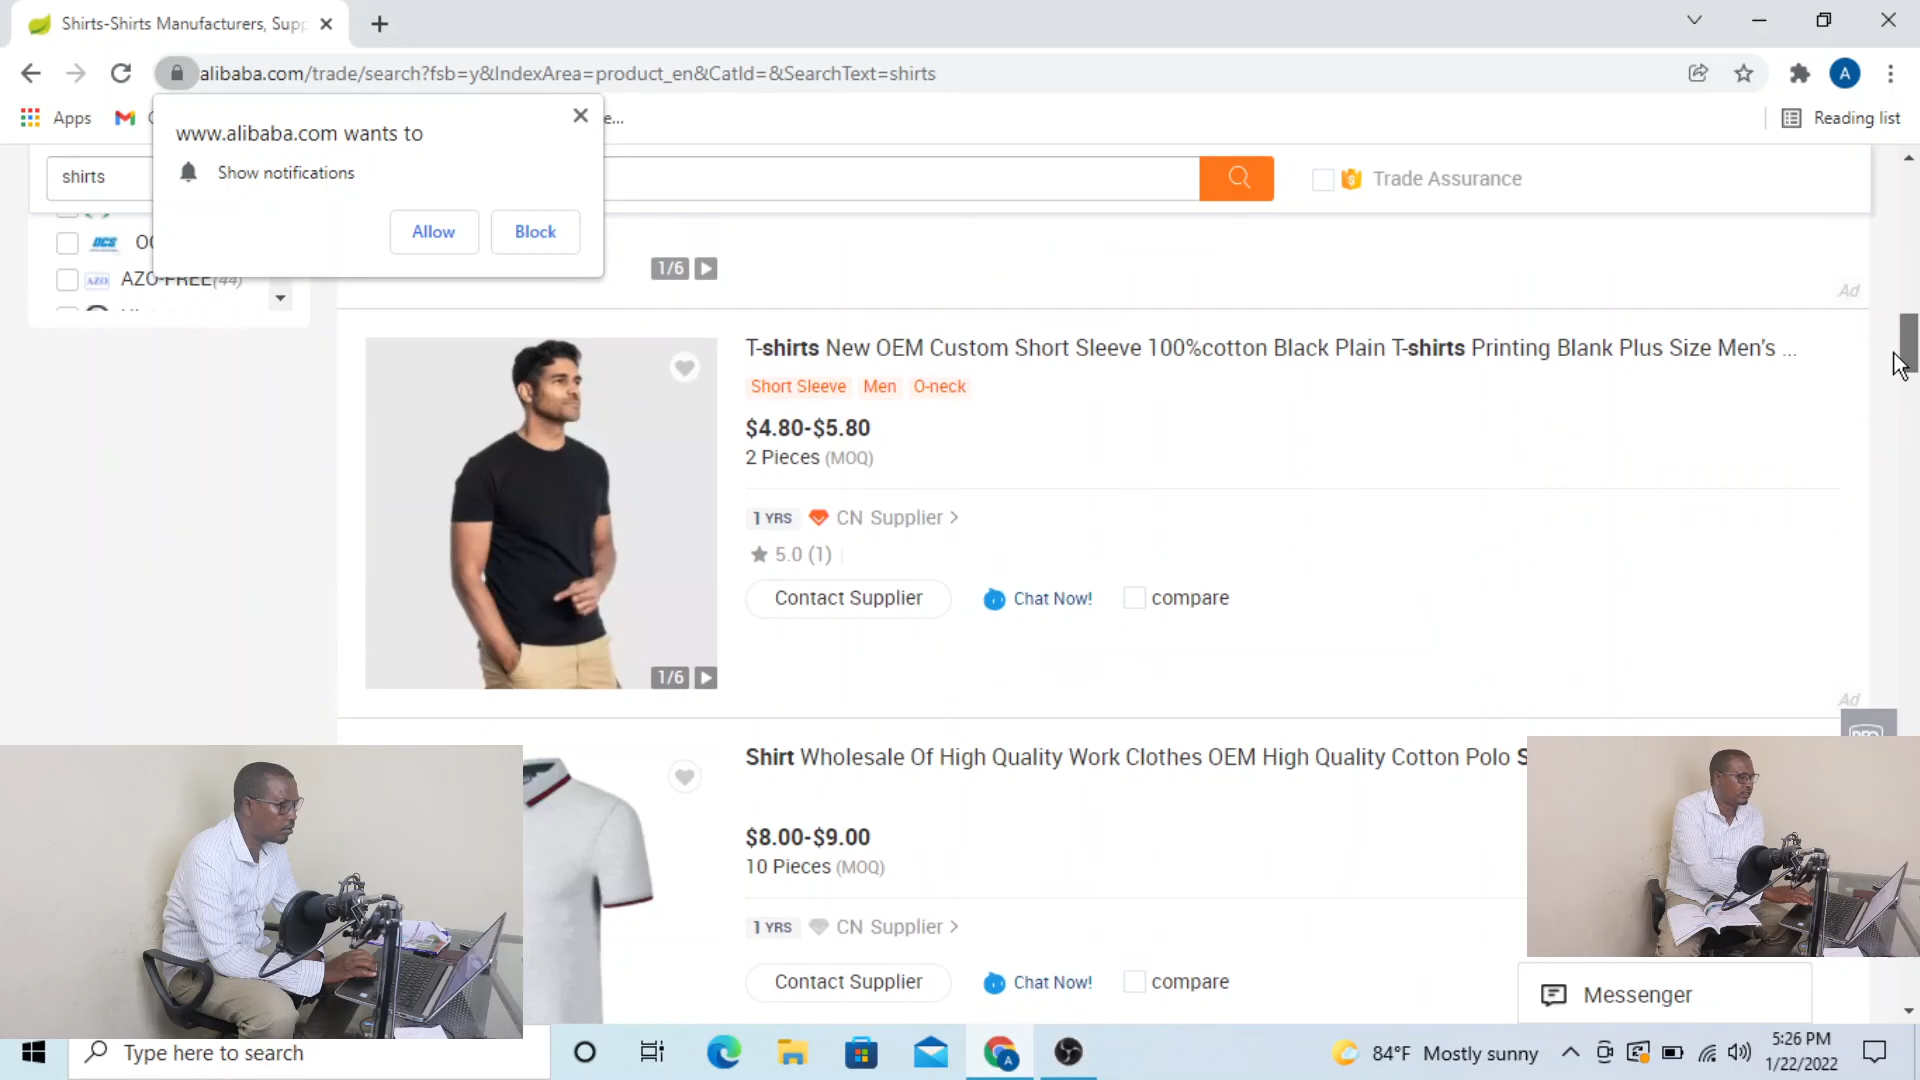 Shirts-Shirts Manufacturers, Supp
alibaba.com/trade/search?fsb=y&IndexArea=product_en&CatId=&SearchText=shirts
A
Apps
e...
Reading list
www.alibaba.com wants to
Show notifications
Allow
Block
shirts
Trade Assurance
OCS
AZO AZO-FREE(44)
1/6
Ad
T-shirts New OEM Custom Short Sleeve 100%cotton Black Plain T-shirts Printing Blank Plus Size Men's ...
Short Sleeve Men O-neck
$4.80-$5.80
2 Pieces (MOQ)
1 YRS CN Supplier >
5.0 (1)
Contact Supplier
Chat Now!
compare
1/6
Ad
Shirt Wholesale Of High Quality Work Clothes OEM High Quality Cotton Polo
$8.00-$9.00
10 Pieces (MOQ)
1 YRS CN Supplier >
Contact Supplier
Chat Now!
compare
Messenger
Type here to search
A
84°F Mostly sunny
5:26 PM
1/22/2022